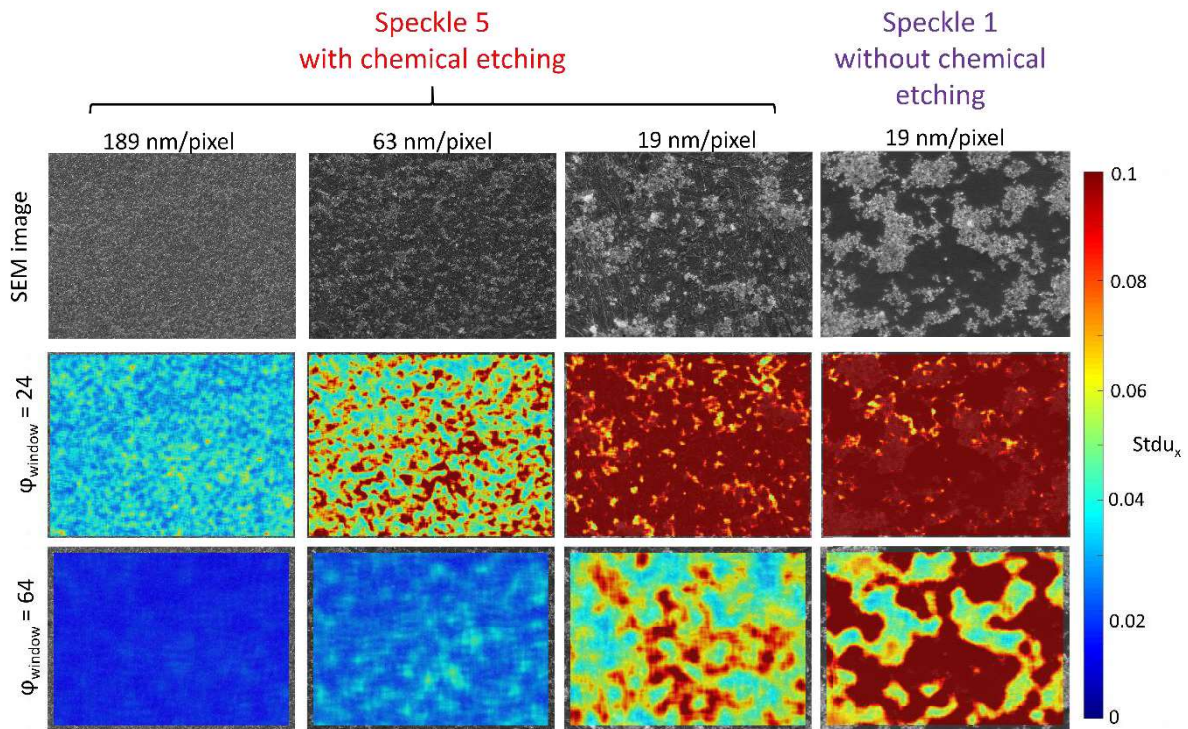 Speckle 5
with chemical etching
Speckle 1
without chemical
etching
189 nm/pixel
63 nm/pixel
19 nm/pixel
19 nm/pixel
SEM image
φwindow = 24
φwindow = 64
0.1
0.08
0.06
Stdux
0.04
0.02
0